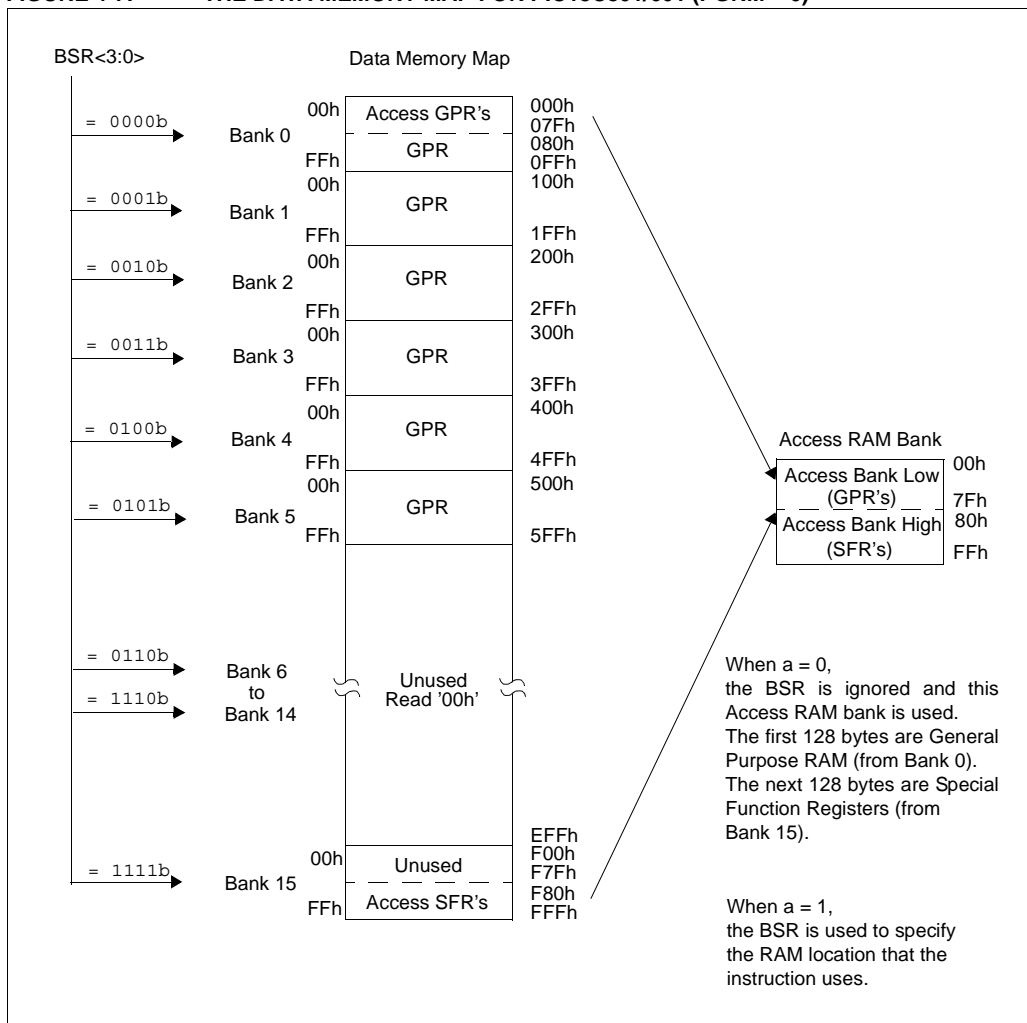 BSR<3:0>
Data Memory Map
= 0000b
Bank 0
00h
Access GPR's
000h
07Fh
GPR
080h
FFh
0FFh
= 0001b
Bank 1
00h
GPR
100h
FFh
1FFh
= 0010b
Bank 2
00h
GPR
200h
FFh
2FFh
= 0011b
Bank 3
00h
GPR
300h
FFh
3FFh
= 0100b
Bank 4
00h
GPR
400h
FFh
4FFh
= 0101b
Bank 5
00h
GPR
500h
FFh
5FFh
= 0110b
= 1110b
Bank 6
to
Bank 14
Unused
Read '00h'
EFFh
= 1111b
Bank 15
00h
Unused
F00h
F7Fh
Access SFR's
F80h
FFh
FFFh
Access RAM Bank
Access Bank Low
(GPR's)
00h
7Fh
Access Bank High
(SFR's)
80h
FFh
When a = 0,
the BSR is ignored and this
Access RAM bank is used.
The first 128 bytes are General
Purpose RAM (from Bank 0).
The next 128 bytes are Special
Function Registers (from
Bank 15).
When a = 1,
the BSR is used to specify
the RAM location that the
instruction uses.